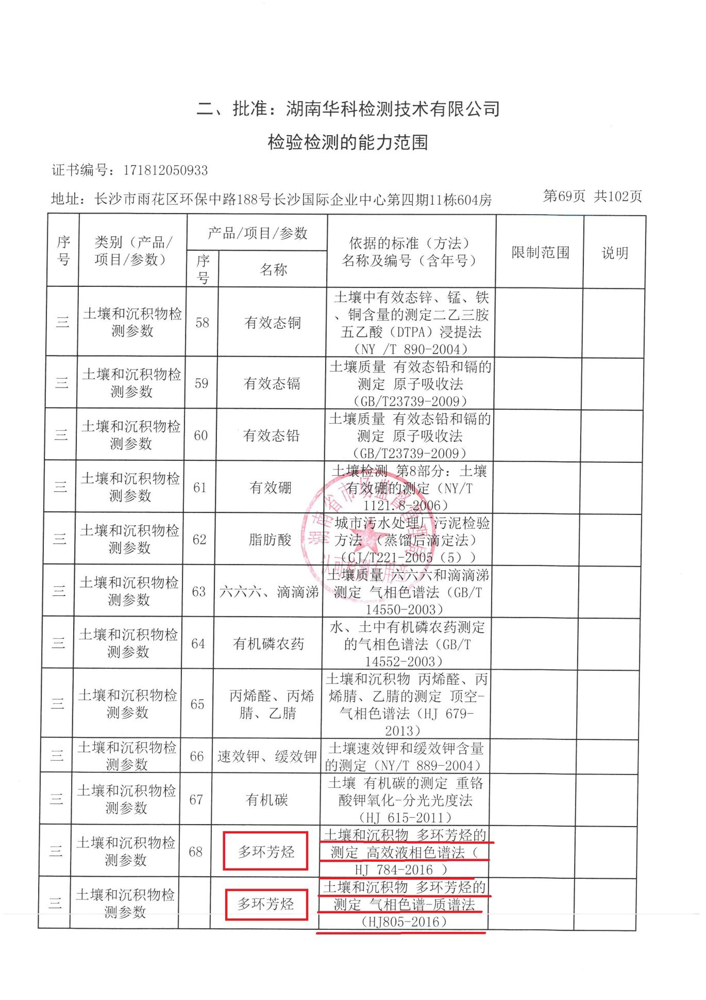 二、批准：湖南华科检测技术有限公司
检验检测的能力范围
证书编号：171812050933
地址：长沙市雨花区环保中路188号长沙国际企业中心第四期11栋604房
第69页 共102页
序号
类别（产品/
项目/参数）
产品/项目/参数
序号
名称
依据的标准（方法）
名称及编号（含年号）
限制范围
说明
三
土壤和沉积物检
测参数
58
有效态铜
土壤中有效态锌、锰、铁
、铜含量的测定二乙三胺
五乙酸（DTPA）浸提法
（NY /T 890-2004）
三
土壤和沉积物检
测参数
59
有效态镉
土壤质量 有效态铅和镉的
测定 原子吸收法
（GB/T23739-2009）
三
土壤和沉积物检
测参数
60
有效态铅
土壤质量 有效态铅和镉的
测定 原子吸收法
（GB/T23739-2009）
三
土壤和沉积物检
测参数
61
有效硼
土壤检测 第8部分：土壤
有效硼的测定（NY/T
1121.8-2006）
三
土壤和沉积物检
测参数
62
脂肪酸
城市污水处理厂污泥检验
方法 （蒸馏后滴定法）
（CJ/T221-2005（5））
湖南省市场监督管理局
认可检测专用章
三
土壤和沉积物检
测参数
63
六六六、滴滴涕
土壤质量 六六六和滴滴涕
测定 气相色谱法（GB/T
14550-2003）
三
土壤和沉积物检
测参数
64
有机磷农药
水、土中有机磷农药测定
的气相色谱法（GB/T
14552-2003）
三
土壤和沉积物检
测参数
65
丙烯醛、丙烯
腈、乙腈
土壤和沉积物 丙烯醛、丙
烯腈、乙腈的测定 顶空-
气相色谱法（HJ 679-
2013）
三
土壤和沉积物检
测参数
66
速效钾、缓效钾
土壤速效钾和缓效钾含量
的测定（NY/T 889-2004）
三
土壤和沉积物检
测参数
67
有机碳
土壤 有机碳的测定 重铬
酸钾氧化-分光光度法
（HJ 615-2011）
三
土壤和沉积物检
测参数
68
多环芳烃
土壤和沉积物 多环芳烃的
测定 高效液相色谱法（
HJ 784-2016 ）
三
土壤和沉积物检
测参数
多环芳烃
土壤和沉积物 多环芳烃的
测定 气相色谱-质谱法
（HJ805-2016）